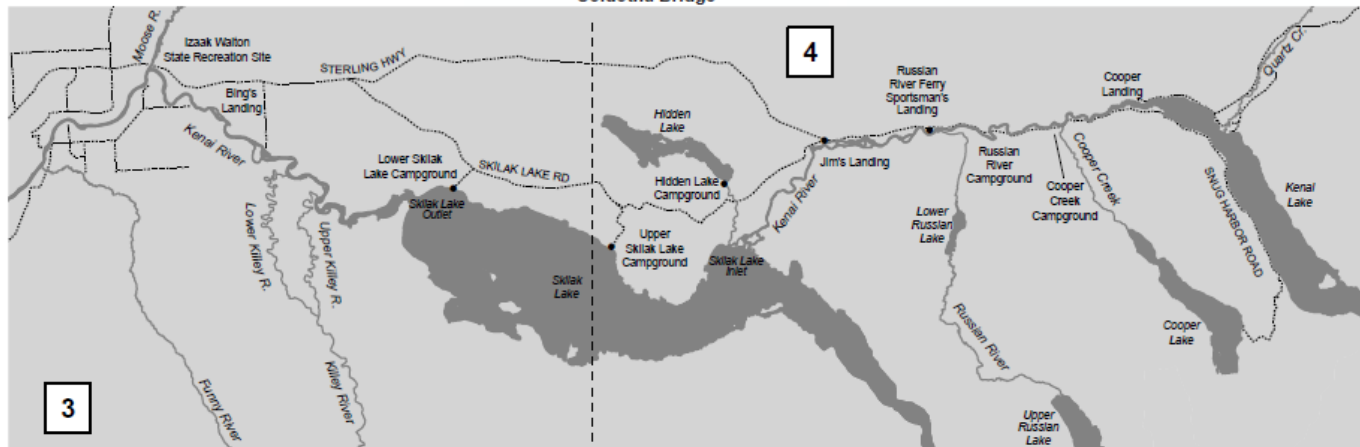 Soldotna Bridge
Moose R.
Izaak Walton
State Recreation Site
STERLING HWY
4
Bing's
Landing
Kenai River
Lower Skilak
Lake Campground
SKILAK LAKE RD
Skilak Lake
Outlet
Hidden
Lake
Hidden Lake
Campground
Upper
Skilak Lake
Campground
Skilak Lake
Inlet
Skilak
Lake
Kenai River
Jim's Landing
Russian
River Ferry
Sportsman's
Landing
Russian
River
Campground
Cooper
Landing
Quartz Cr.
Cooper Creek
Cooper
Creek
Campground
SNUG HARBOR ROAD
Kenai
Lake
Lower
Russian
Lake
Russian River
Cooper
Lake
Upper
Russian
Lake
Lower Killey R.
Upper Killey R.
Killey River
Funny River
3